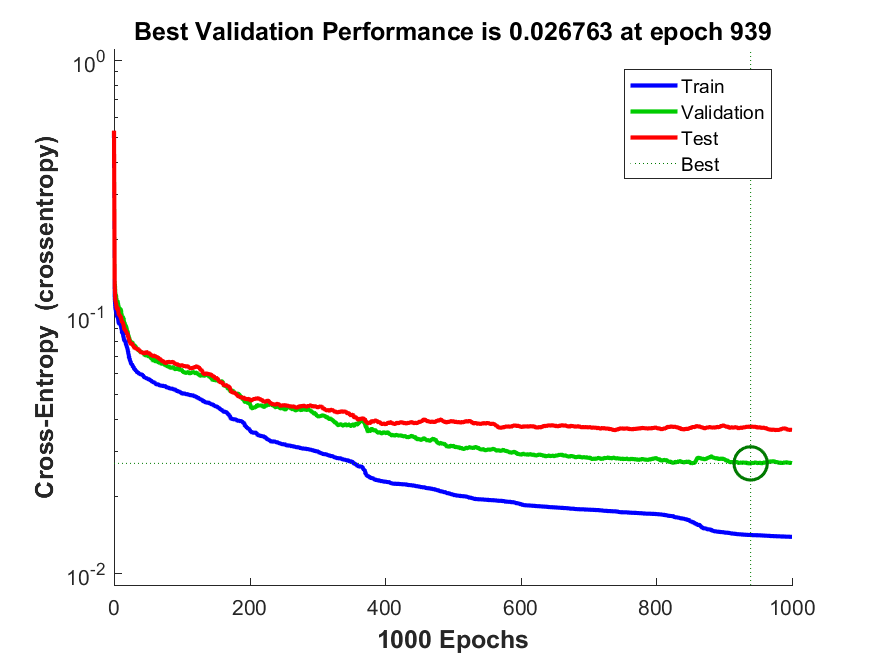 Best Validation Performance is 0.026763 at epoch 939
10^0
10^-1
10^-2
Cross-Entropy  (crossentropy)
Train
Validation
Test
Best
0
200
400
600
800
1000
1000 Epochs